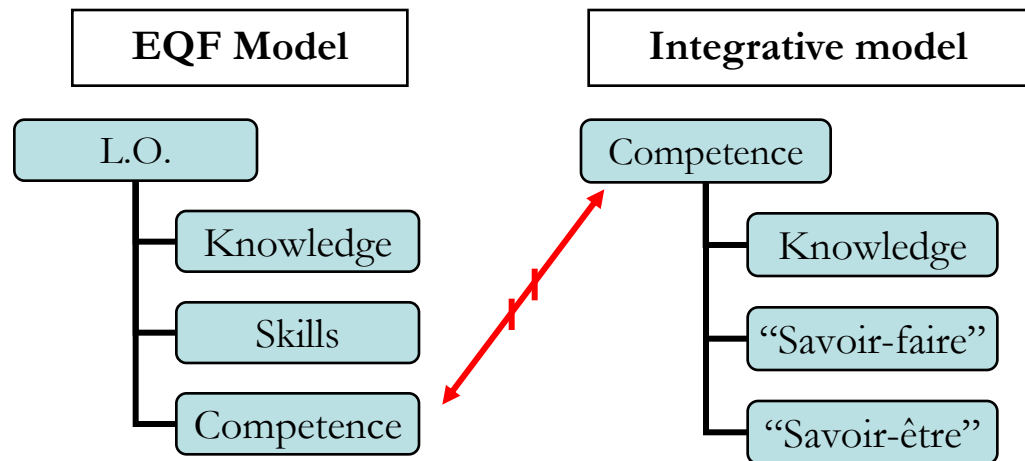 EQF Model
L.O.
Knowledge
Skills
Competence
Integrative model
Competence
Knowledge
“Savoir-faire”
“Savoir-être”